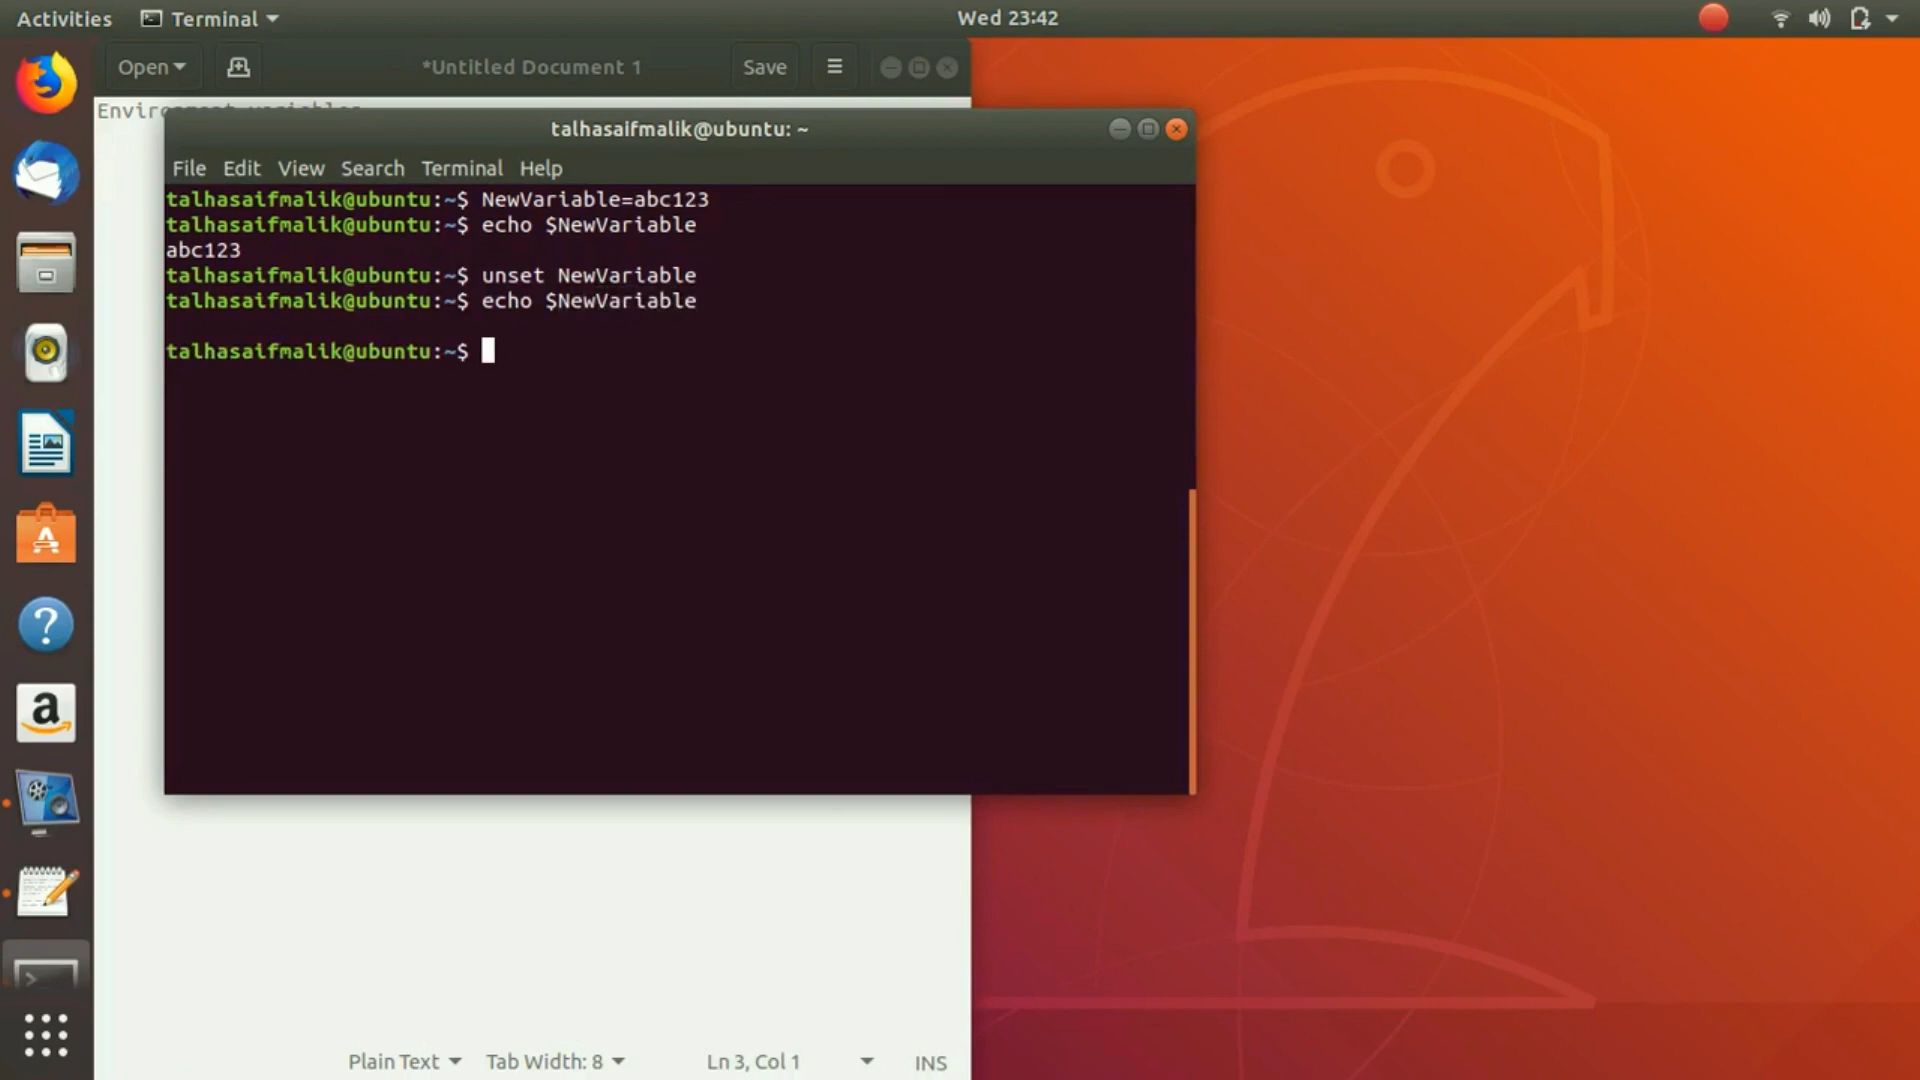 Activities Terminal Wed 23:42
Open *Untitled Document 1 Save
Environment variables
talhasaifmalik@ubuntu: ~
File Edit View Search Terminal Help
talhasaifmalik@ubuntu:~$ NewVariable=abc123
talhasaifmalik@ubuntu:~$ echo $NewVariable
abc123
talhasaifmalik@ubuntu:~$ unset NewVariable
talhasaifmalik@ubuntu:~$ echo $NewVariable
talhasaifmalik@ubuntu:~$
Plain Text Tab Width: 8 Ln 3, Col 1 INS